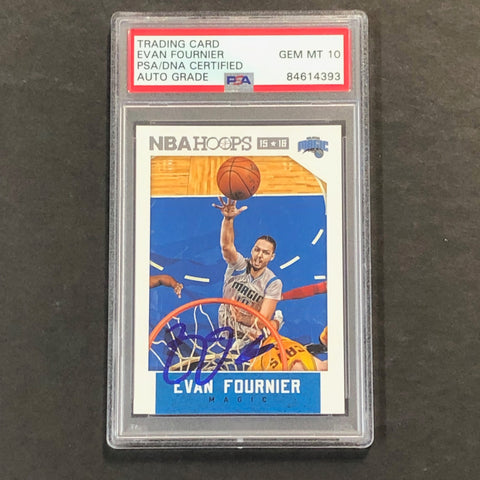 TRADING CARD
EVAN FOURNIER
PSA/DNA CERTIFIED
AUTO GRADE
GEM MT 10
PSA
84614393
NBA HOOPS 15 ★ 16
MAGIC
MAGIC
EVAN FOURNIER
MAGIC